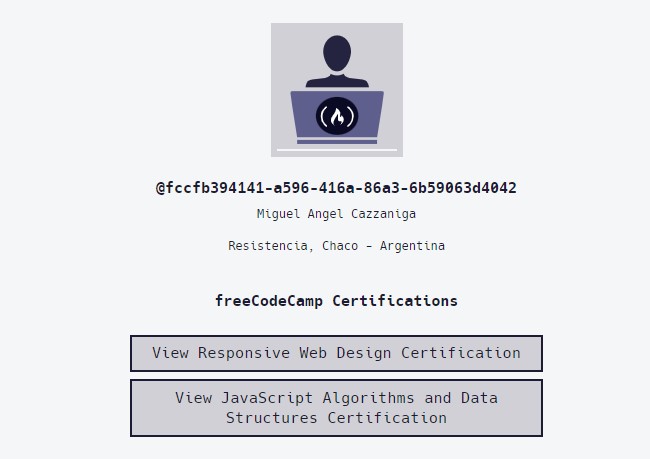 @fccfb394141-a596-416a-86a3-6b59063d4042
Miguel Angel Cazzaniga
Resistencia, Chaco - Argentina
freeCodeCamp Certifications
View Responsive Web Design Certification
View JavaScript Algorithms and Data
Structures Certification